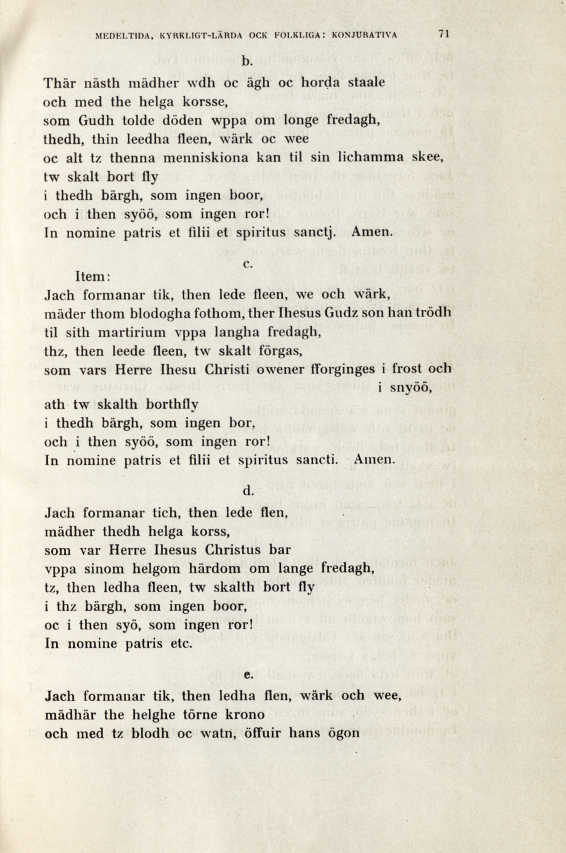 MEDELTIDA, KYRKLIGT-LÄRDA OCK FOLKLIGA: KONJURATIVA 71
b.
Thär nästh mädher wdh oc ägh oc horḍa staale
och med the helga korsse,
som Gudh tolde döden wppa om longe fredagh,
thedh, thin leedha fleen, wärk oc wee
oc alt tz thenna menniskiona kan til sin lichamma skee,
tw skalt bort fly
i thedh bärgh, som ingen boor,
och i then syöö, som ingen ror!
In nomine patris et filii et spiritus sanctj. Amen.
c.
Item:
Jach formanar tik, then lede fleen, we och wärk,
mäder thom blodogha fothom, ther Ihesus Gudz son han trödh
til sith martirium vppa langha fredagh,
thz, then leede fleen, tw skalt förgas,
som vars Herre Ihesu Christi owener fforginges i frost och
i snyöö,
ath tw skalth borthfly
i thedh bärgh, som ingen bor,
och i then syöö, som ingen ror!
In nomine patris et filii et spiritus sancti. Amen.
d.
Jach formanar tich, then lede flen,
mädher thedh helga korss,
som var Herre Ihesus Christus bar
vppa sinom helgom härdom om lange fredagh,
tz, then ledha fleen, tw skalth bort fly
i thz bärgh, som ingen boor,
oc i then syö, som ingen ror!
In nomine patris etc.
e.
Jach formanar tik, then ledha flen, wärk och wee,
mädhär the helghe törne krono
och med tz blodh oc watn, öffuir hans ögon